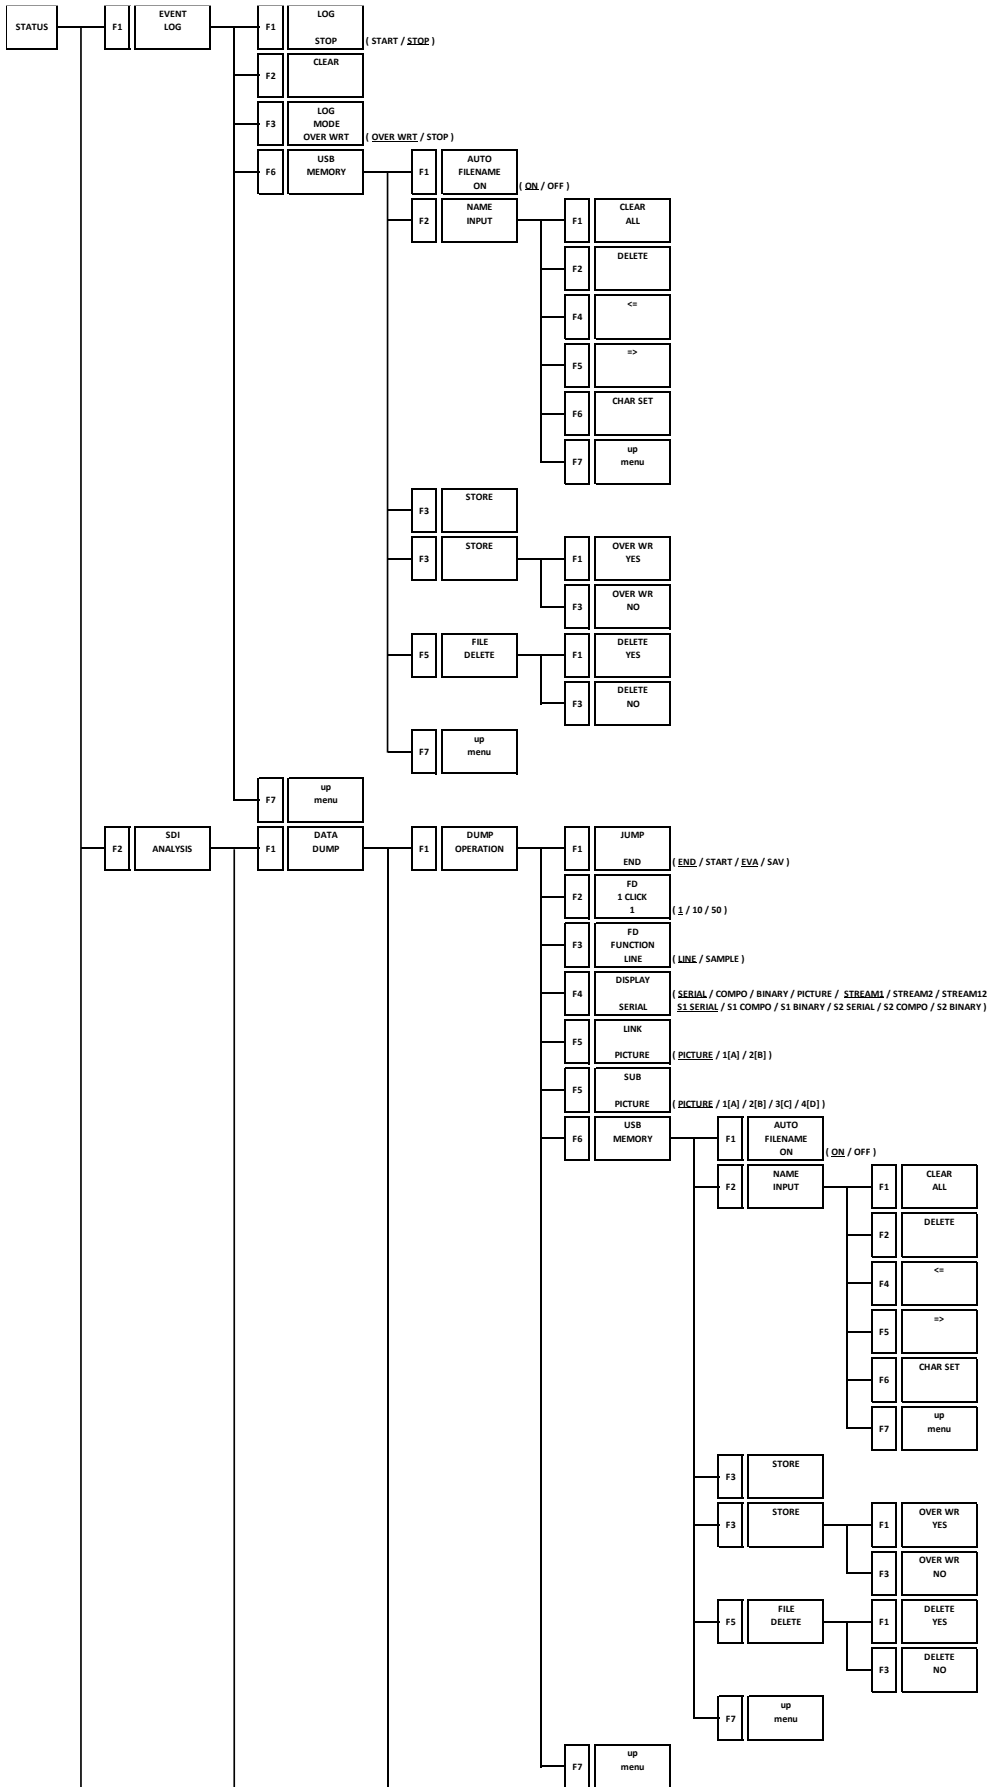 STATUS
F1
EVENT
LOG
F1
LOG
STOP
( START / STOP )
F2
CLEAR
F3
LOG
MODE
OVER WRT
( OVER WRT / STOP )
F6
USB
MEMORY
F1
AUTO
FILENAME
ON
( ON / OFF )
F2
NAME
INPUT
F1
CLEAR
ALL
F2
DELETE
F4
<=
F5
=>
F6
CHAR SET
F7
up
menu
F3
STORE
F3
STORE
F1
OVER WR
YES
F3
OVER WR
NO
F5
FILE
DELETE
F1
DELETE
YES
F3
DELETE
NO
F7
up
menu
F7
up
menu
F2
SDI
ANALYSIS
F1
DATA
DUMP
F1
DUMP
OPERATION
F1
JUMP
END
( END / START / EVA / SAV )
F2
FD
1 CLICK
1
( 1 / 10 / 50 )
F3
FD
FUNCTION
LINE
( LINE / SAMPLE )
F4
DISPLAY
SERIAL
( SERIAL / COMPO / BINARY / PICTURE / STREAM1 / STREAM2 / STREAM12
S1 SERIAL / S1 COMPO / S1 BINARY / S2 SERIAL / S2 COMPO / S2 BINARY )
F5
LINK
PICTURE
( PICTURE / 1[A] / 2[B] )
F5
SUB
PICTURE
( PICTURE / 1[A] / 2[B] / 3[C] / 4[D] )
F6
USB
MEMORY
F1
AUTO
FILENAME
ON
( ON / OFF )
F2
NAME
INPUT
F1
CLEAR
ALL
F2
DELETE
F4
<=
F5
=>
F6
CHAR SET
F7
up
menu
F3
STORE
F3
STORE
F1
OVER WR
YES
F3
OVER WR
NO
F5
FILE
DELETE
F1
DELETE
YES
F3
DELETE
NO
F7
up
menu
F7
up
menu